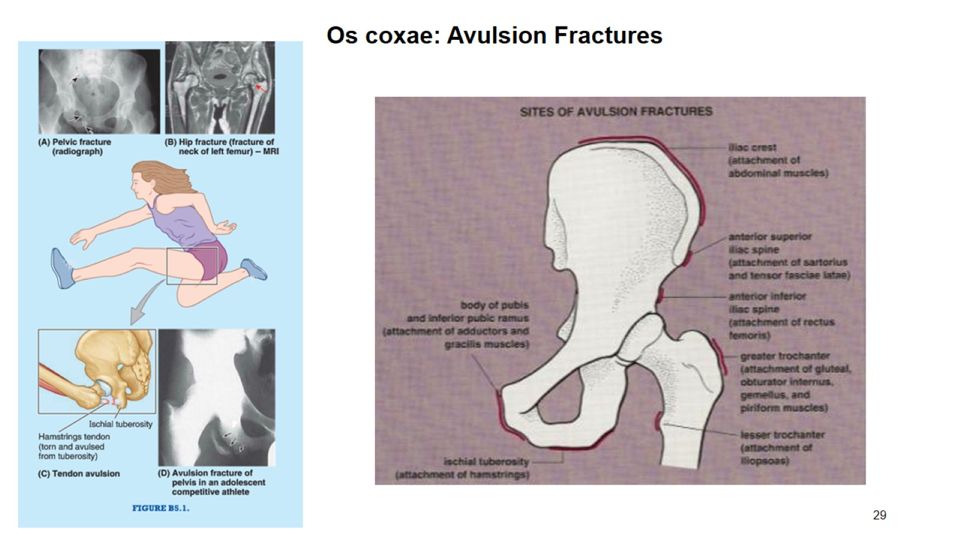 Os coxae: Avulsion Fractures
(A) Pelvic fracture
(radiograph)
(B) Hip fracture (fracture of
neck of left femur) – MRI
Ischial tuberosity
Hamstrings tendon
(torn and avulsed
from tuberosity)
(C) Tendon avulsion
(D) Avulsion fracture of
pelvis in an adolescent
competitive athlete
FIGURE B5.1.
SITES OF AVULSION FRACTURES
iliac crest
(attachment of
abdominal muscles)
anterior superior
iliac spine
(attachment of sartorius
and tensor fasciae latae)
anterior inferior
iliac spine
(attachment of rectus
femoris)
body of pubis
and inferior pubic ramus
(attachment of adductors and
gracilis muscles)
greater trochanter
(attachment of gluteal,
obturator internus,
gemellus, and
piriform muscles)
lesser trochanter
(attachment of
iliopsoas)
ischial tuberosity
(attachment of hamstrings)
29